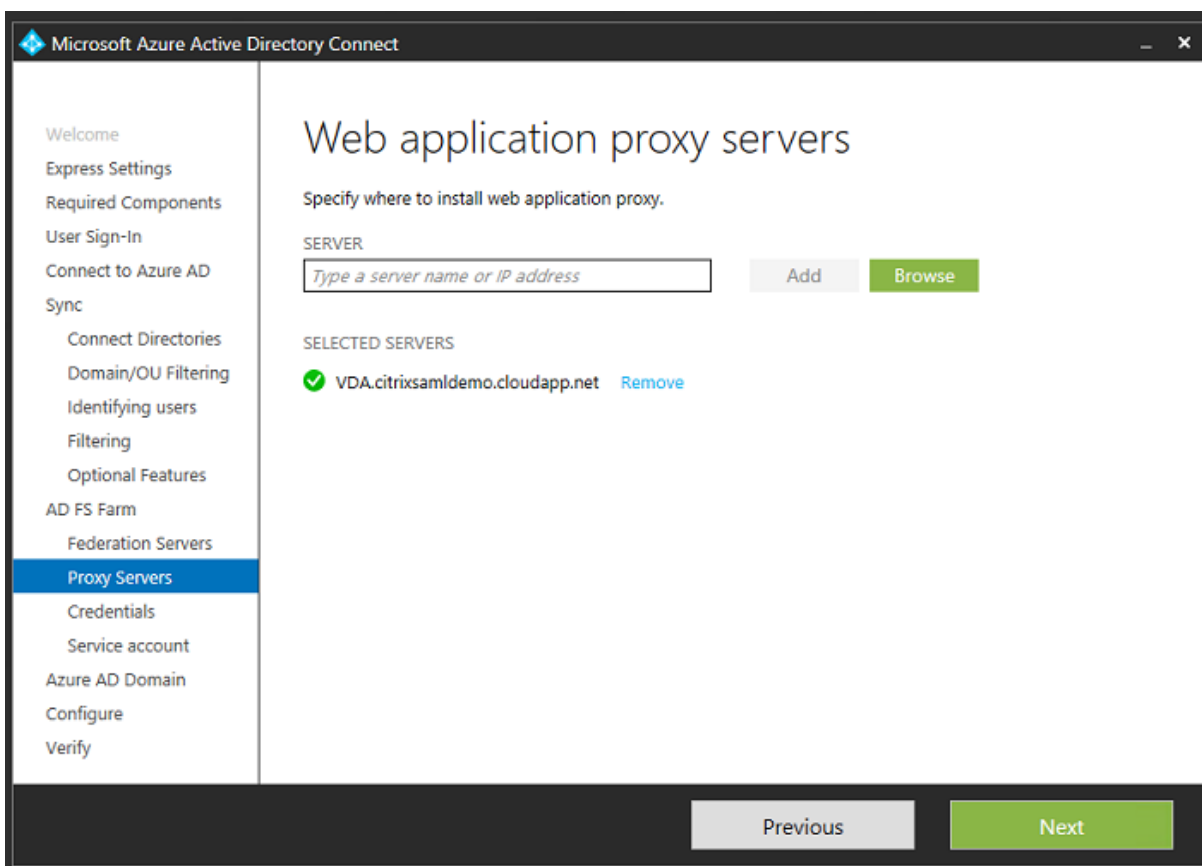 Microsoft Azure Active Directory Connect
Welcome
Express Settings
Required Components
User Sign-In
Connect to Azure AD
Sync
Connect Directories
Domain/OU Filtering
Identifying users
Filtering
Optional Features
AD FS Farm
Federation Servers
Proxy Servers
Credentials
Service account
Azure AD Domain
Configure
Verify
Web application proxy servers
Specify where to install web application proxy.
SERVER
Type a server name or IP address
Add
Browse
SELECTED SERVERS
VDA.citrixsamldemo.cloudapp.net Remove
Previous
Next